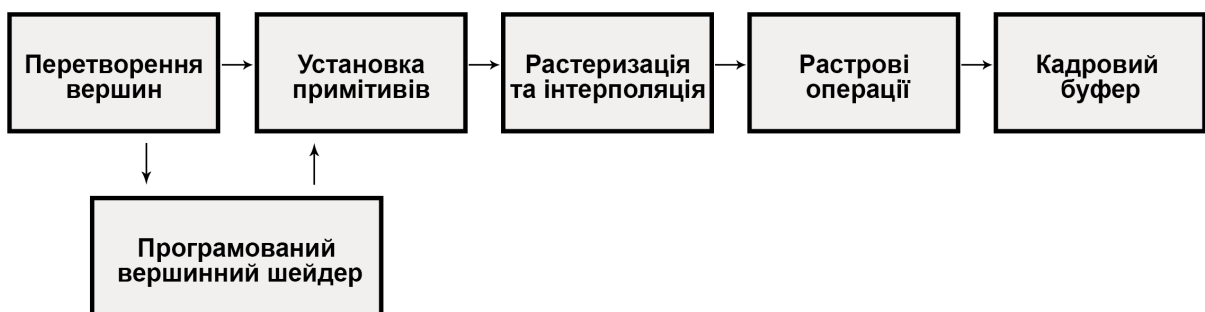 Перетворення
вершин
Установка
примітивів
Растеризація
та інтерполяція
Растрові
операції
Кадровий
буфер
Програмований
вершинний шейдер